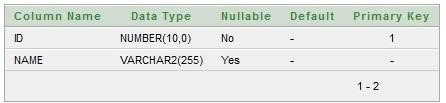 Column Name Data Type Nullable Default Primary Key
ID NUMBER(10,0) No - 1
NAME VARCHAR2(255) Yes - -
1 - 2